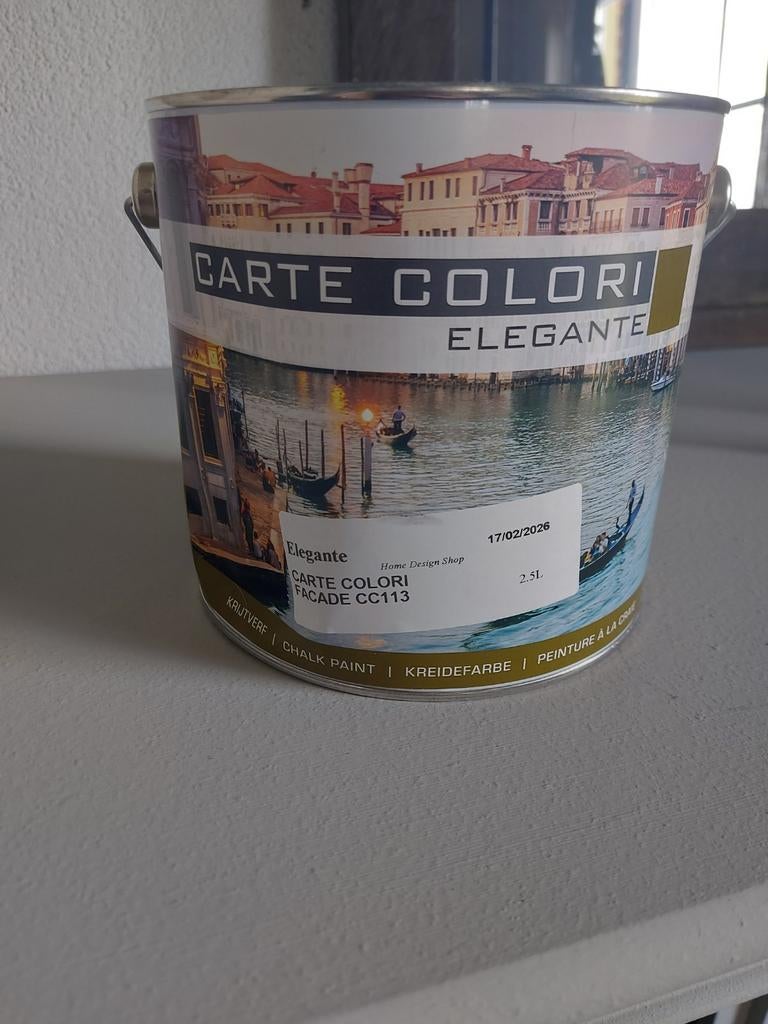 CARTE COLORI
ELEGANTE
17/02/2026
Elegante
Home Design Shop
2.5L
CARTE COLORI
FACADE CC113
KRIJTVERF | CHALK PAINT | KREIDEFARBE | PEINTURE À LA CRAIE